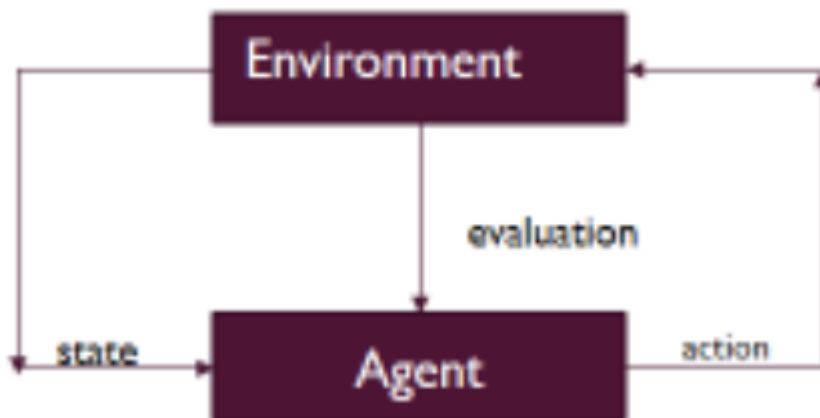 Environment
evaluation
state
Agent
action